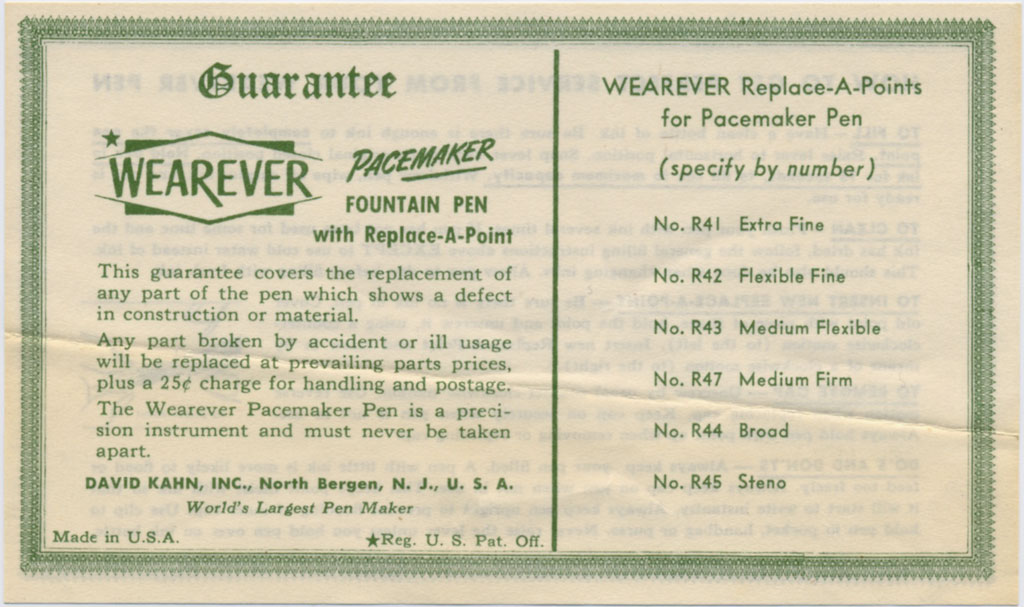 Guarantee
★
WEAREVER
PACEMAKER
FOUNTAIN PEN
with Replace-A-Point
This guarantee covers the replacement of
any part of the pen which shows a defect
in construction or material.
Any part broken by accident or ill usage
will be replaced at prevailing parts prices,
plus a 25¢ charge for handling and postage.
The Wearever Pacemaker Pen is a preci-
sion instrument and must never be taken
apart.
DAVID KAHN, INC., North Bergen, N. J., U. S. A.
World's Largest Pen Maker
Made in U.S.A.
★Reg. U. S. Pat. Off.
WEAREVER Replace-A-Points
for Pacemaker Pen
(specify by number)
No. R41 Extra Fine
No. R42 Flexible Fine
No. R43 Medium Flexible
No. R47 Medium Firm
No. R44 Broad
No. R45 Steno